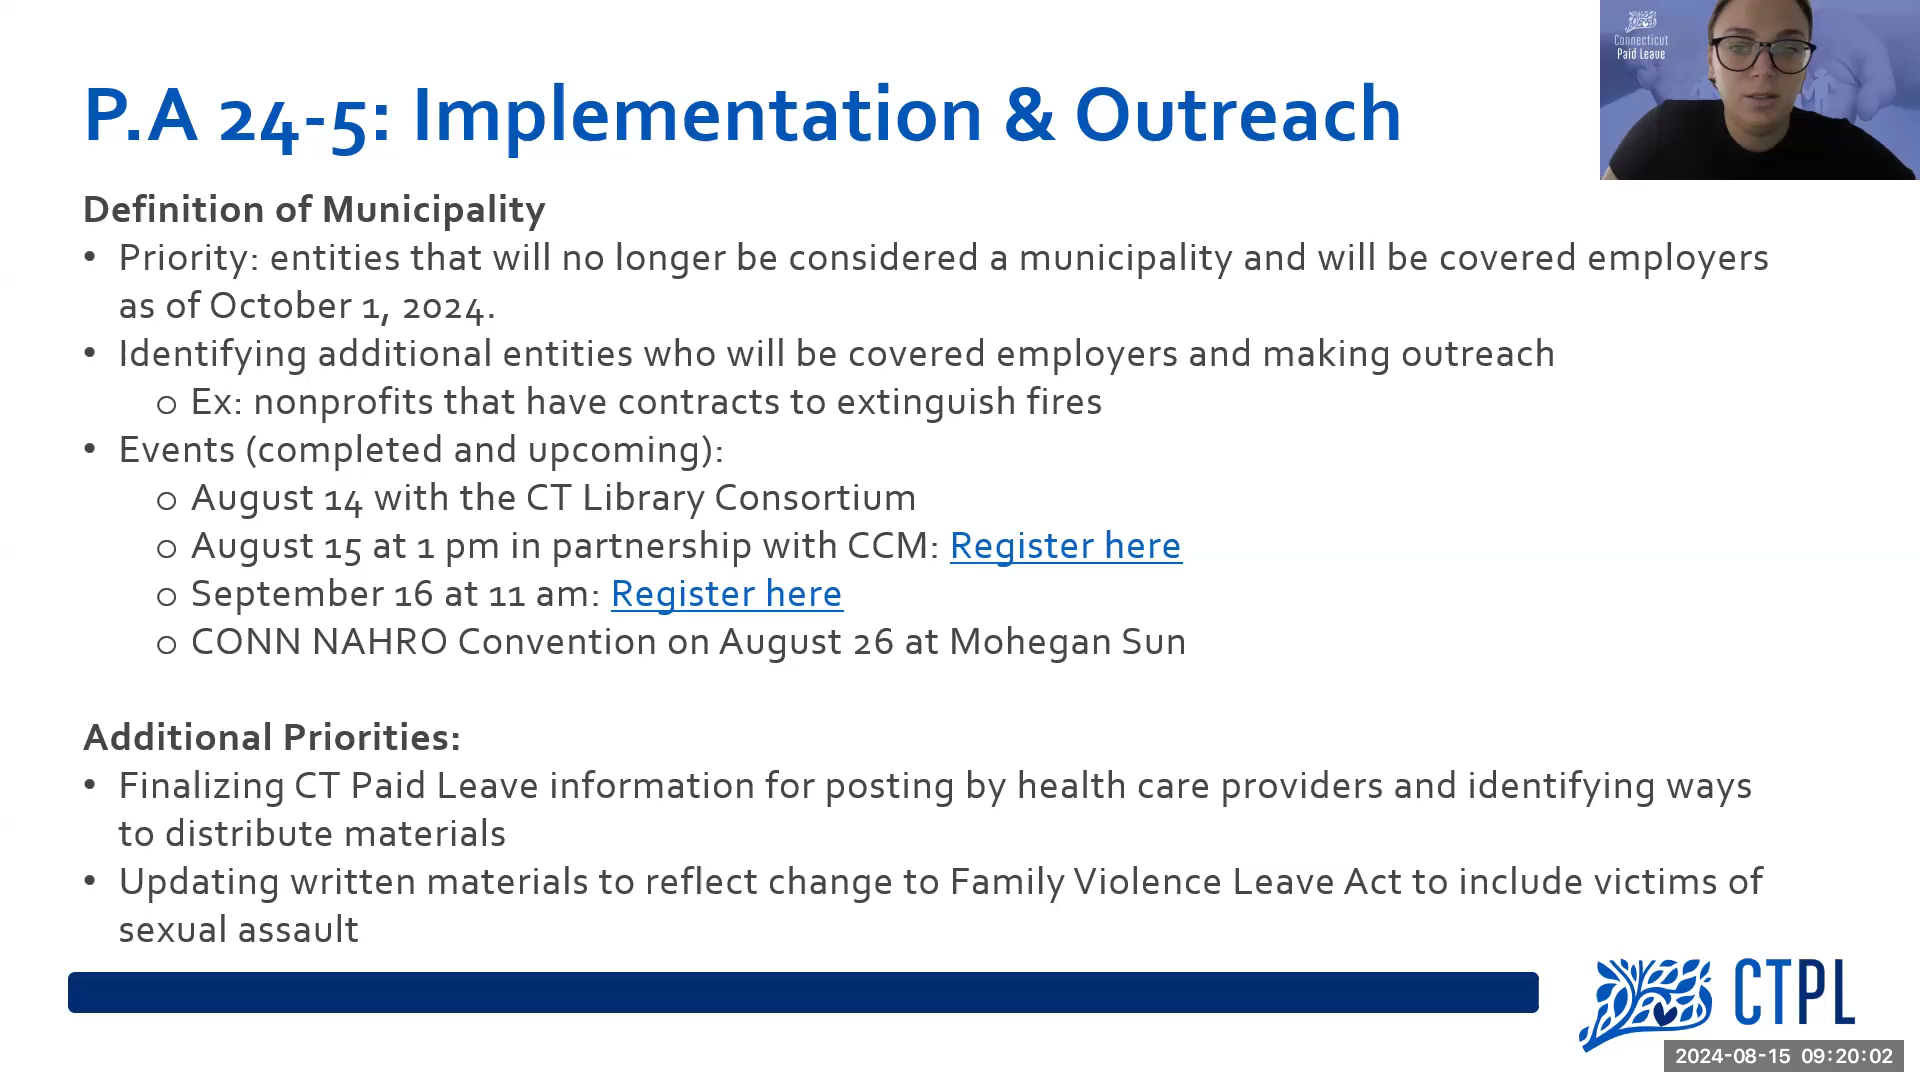 Connecticut
Paid Leave
P.A 24-5: Implementation & Outreach
Definition of Municipality
• Priority: entities that will no longer be considered a municipality and will be covered employers
as of October 1, 2024.
• Identifying additional entities who will be covered employers and making outreach
o Ex: nonprofits that have contracts to extinguish fires
• Events (completed and upcoming):
o August 14 with the CT Library Consortium
o August 15 at 1 pm in partnership with CCM: Register here
o September 16 at 11 am: Register here
o CONN NAHRO Convention on August 26 at Mohegan Sun
Additional Priorities:
• Finalizing CT Paid Leave information for posting by health care providers and identifying ways
to distribute materials
• Updating written materials to reflect change to Family Violence Leave Act to include victims of
sexual assault
CTPL
2024-08-15 09:20:02